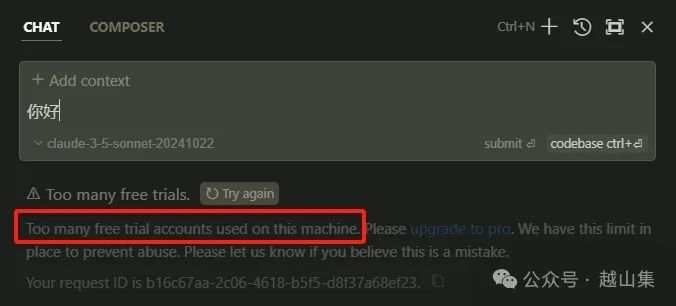 CHAT COMPOSER Ctrl+N
Add context
你好
claude-3-5-sonnet-20241022 submit codebase ctrl+⏎
Too many free trials. Try again
Too many free trial accounts used on this machine. Please upgrade to pro. We have this limit in
place to prevent abuse. Please let us know if you believe this is a mistake.
Your request ID is b16c67aa-2c06-4618-b5f5-d8f37a68ef23.
公众号 · 越山集